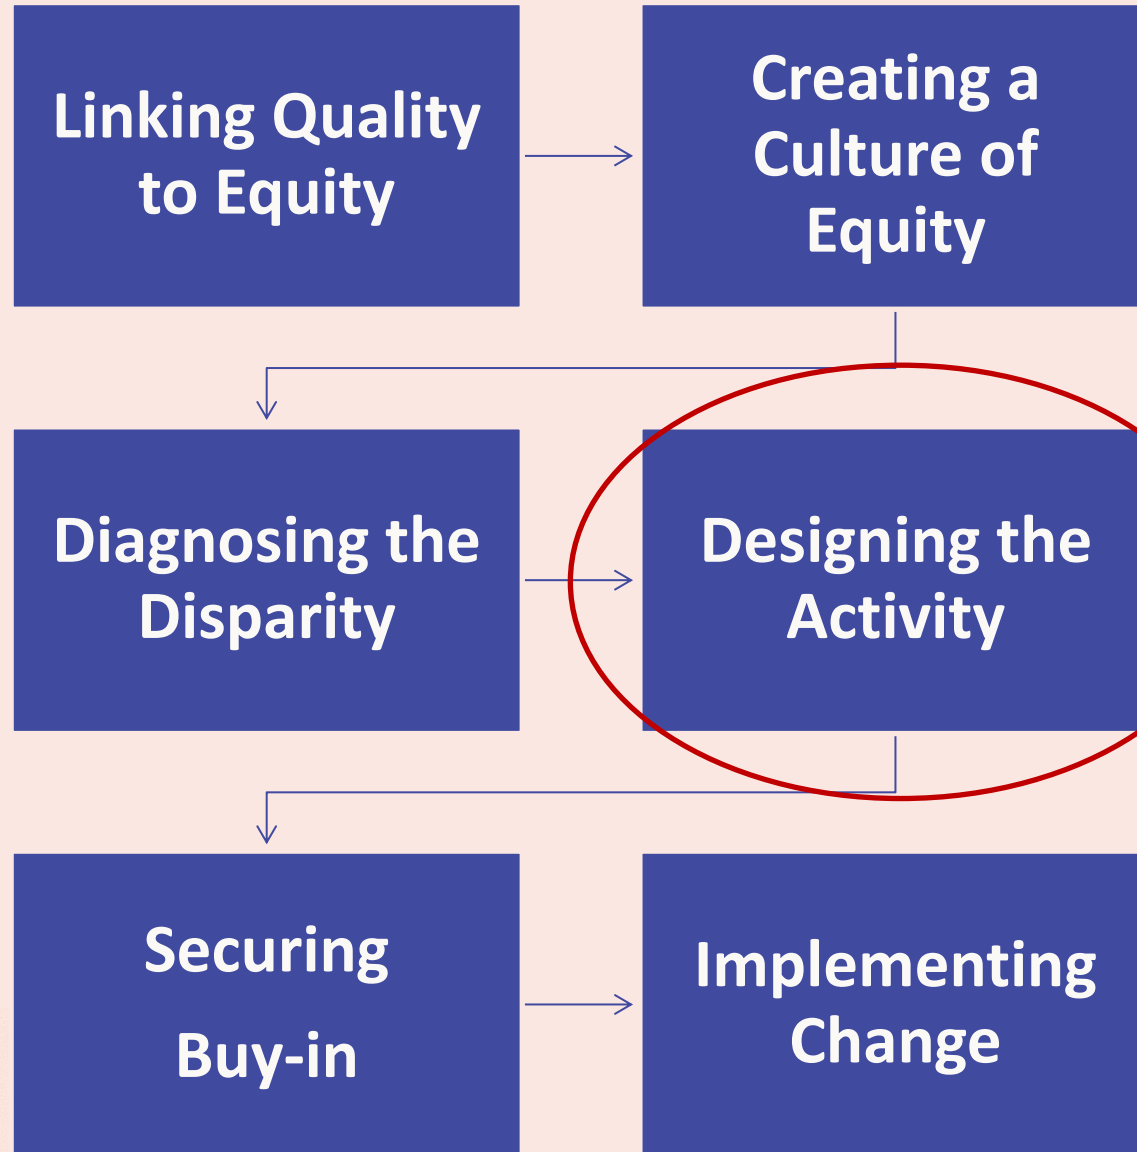 Linking Quality
to Equity
Creating a
Culture of
Equity
Diagnosing the
Disparity
Designing the
Activity
Securing
Buy-in
Implementing
Change